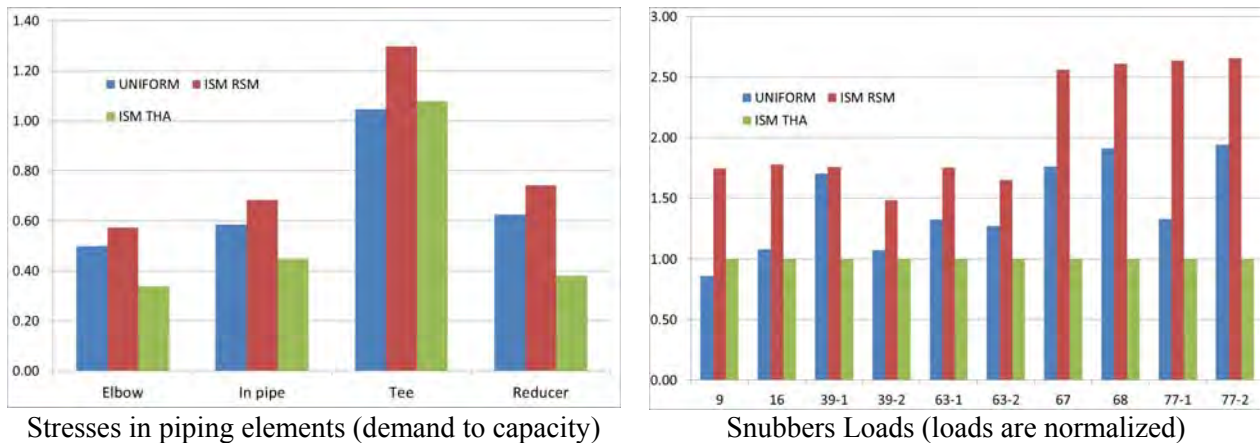 1.40
1.20
1.00
0.80
0.60
0.40
0.20
0.00
UNIFORM ISM RSM
ISM THA
Elbow In pipe Tee Reducer
Stresses in piping elements (demand to capacity)
3.00
2.50
2.00
1.50
1.00
0.50
0.00
UNIFORM ISM RSM
ISM THA
9 16 39-1 39-2 63-1 63-2 67 68 77-1 77-2
Snubbers Loads (loads are normalized)